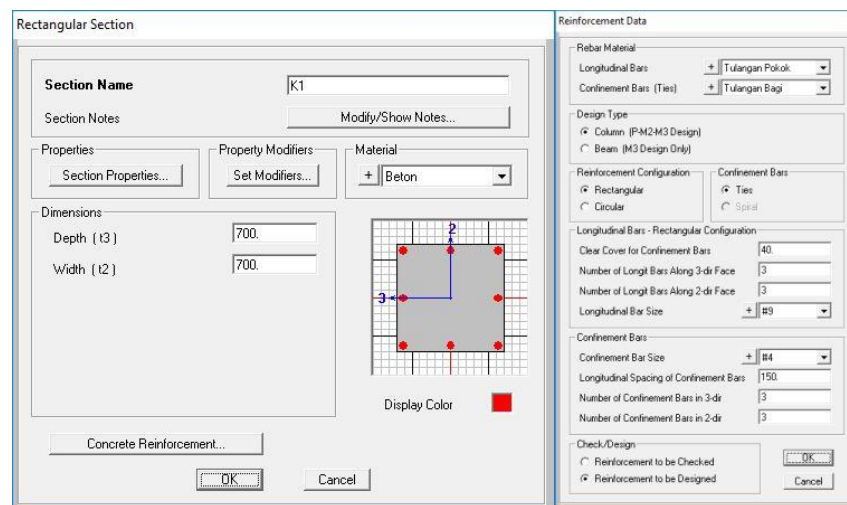 Rectangular Section
Section Name K1
Section Notes Modify/Show Notes...
Properties Property Modifiers Material
Section Properties... Set Modifiers... + Beton
Dimensions
Depth ( t3 ) 700.
Width ( t2 ) 700.
2
3
Display Color
Concrete Reinforcement...
OK Cancel
Reinforcement Data
Rebar Material
Longitudinal Bars + Tulangan Pokok
Confinement Bars (Ties) + Tulangan Bagi
Design Type
Column (P-M2-M3 Design)
Beam (M3 Design Only)
Reinforcement Configuration Confinement Bars
Rectangular Ties
Circular Spiral
Longitudinal Bars - Rectangular Configuration
Clear Cover for Confinement Bars 40.
Number of Longit Bars Along 3-dir Face 3
Number of Longit Bars Along 2-dir Face 3
Longitudinal Bar Size + #9
Confinement Bars
Confinement Bar Size + #4
Longitudinal Spacing of Confinement Bars 150.
Number of Confinement Bars in 3-dir 3
Number of Confinement Bars in 2-dir 3
Check/Design
Reinforcement to be Checked OK
Reinforcement to be Designed Cancel